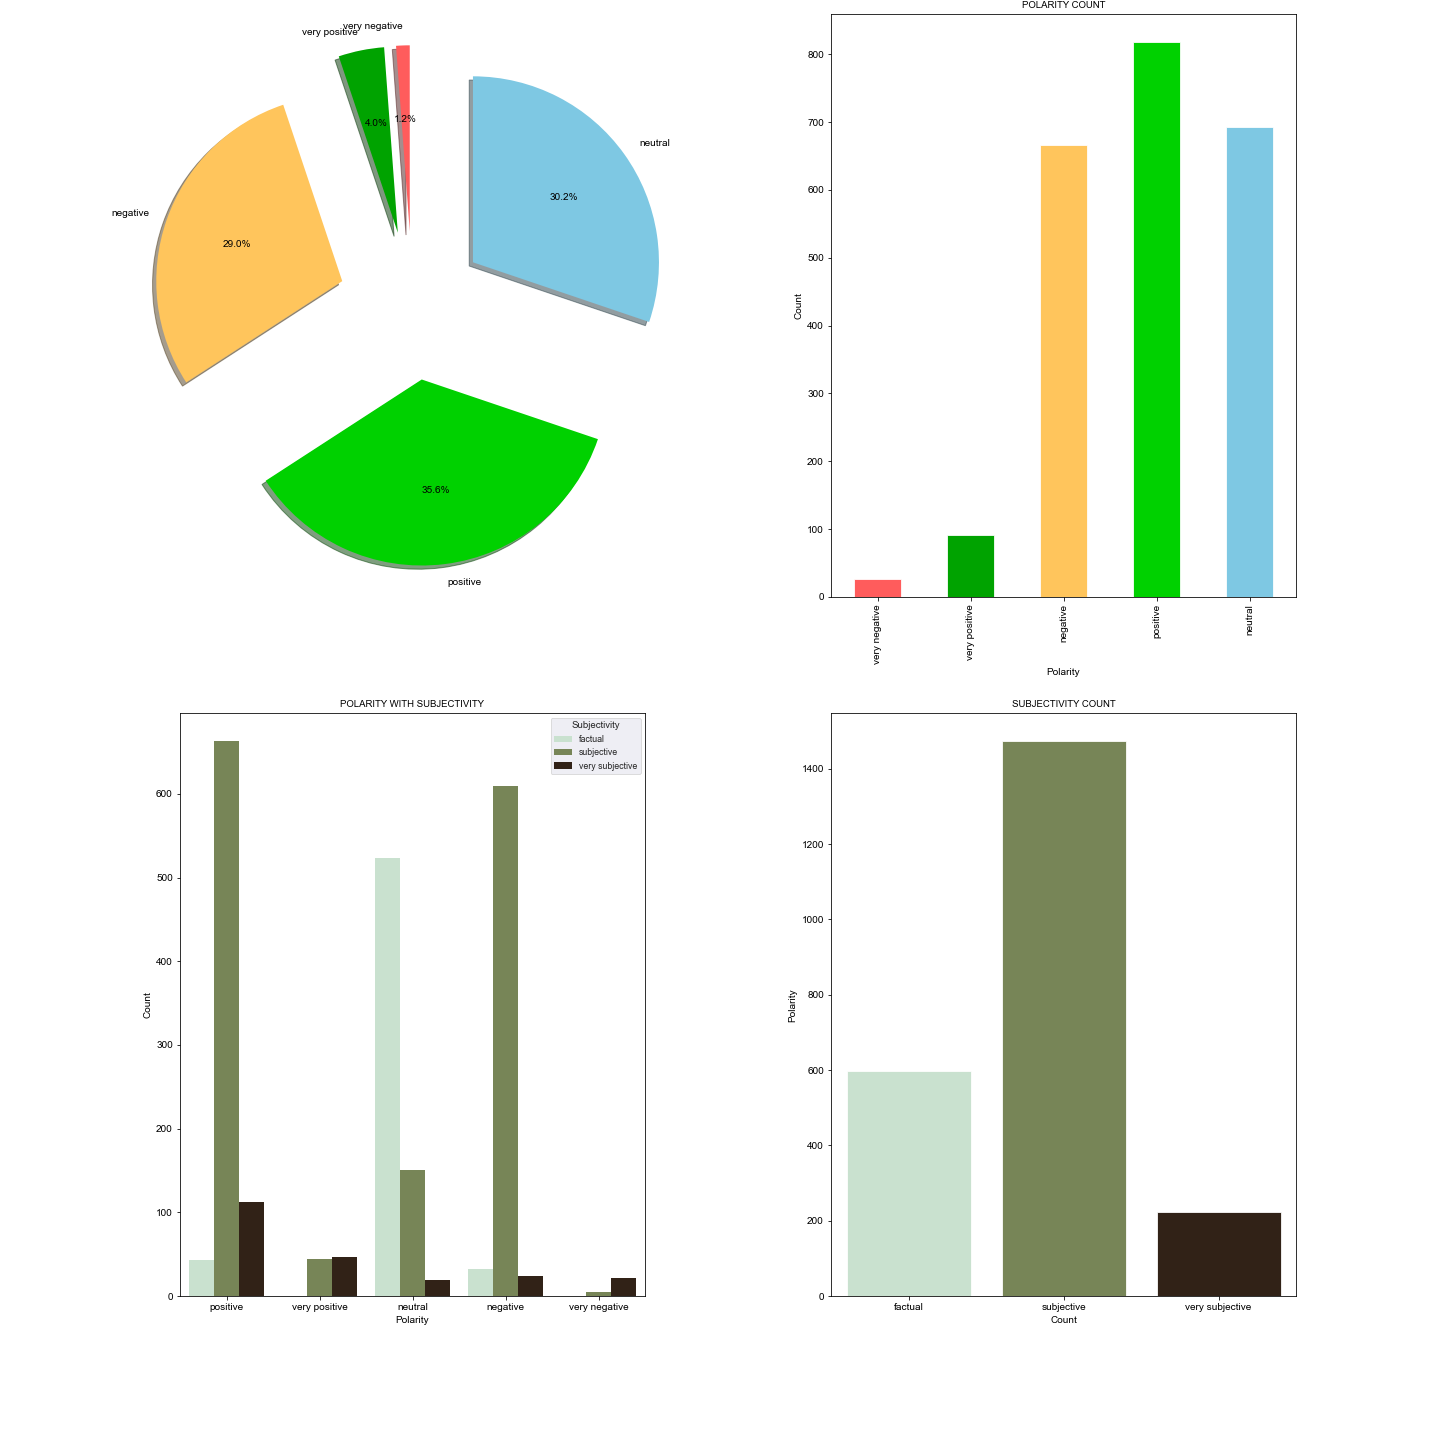 very negative
very positive
4.0%
1.2%
neutral
30.2%
negative
29.0%
35.6%
positive
POLARITY COUNT
800
700
600
500
400
300
200
100
0
Count
very negative
very positive
negative
positive
neutral
Polarity
POLARITY WITH SUBJECTIVITY
Subjectivity
factual
subjective
very subjective
600
500
400
300
200
100
0
Count
positive very positive neutral negative very negative
Polarity
SUBJECTIVITY COUNT
1400
1200
1000
800
600
400
200
0
Polarity
factual subjective very subjective
Count